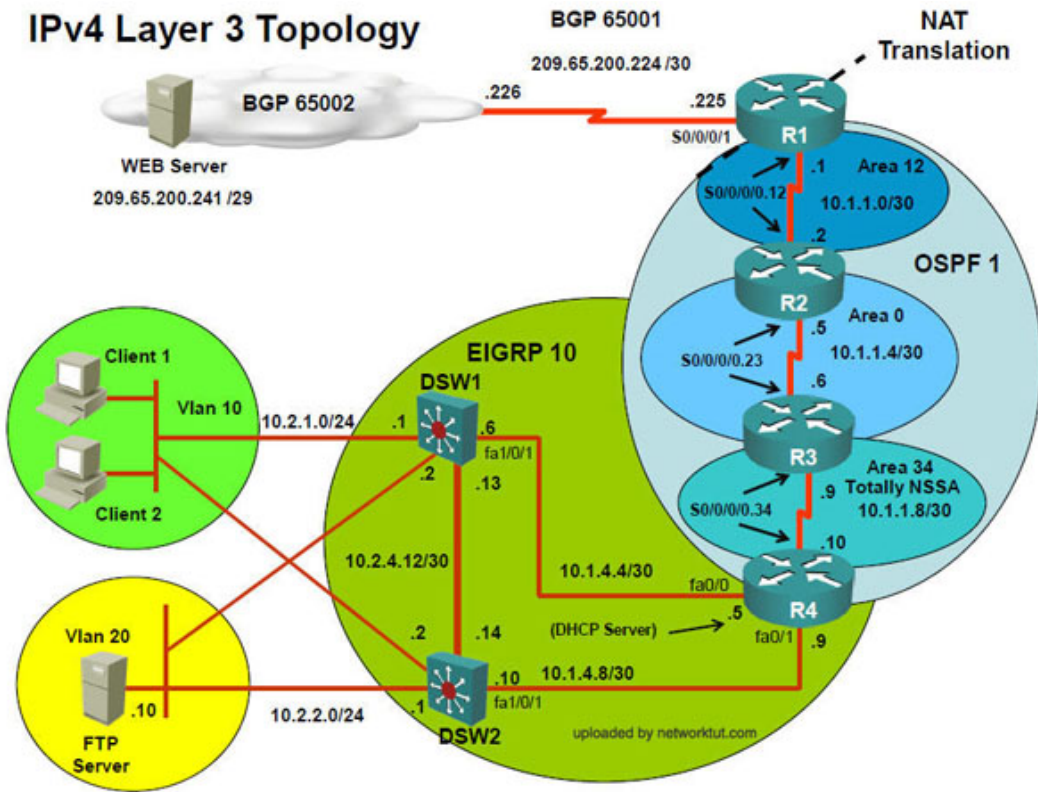 IPv4 Layer 3 Topology
BGP 65001
NAT
Translation
209.65.200.224 /30
BGP 65002
.226
.225
S0/0/0/1
R1
WEB Server
209.65.200.241 /29
.1
Area 12
S0/0/0/0.12
10.1.1.0/30
.2
OSPF 1
R2
Area 0
.5
S0/0/0/0.23
10.1.1.4/30
.6
R3
Area 34
Totally NSSA
.9
S0/0/0/0.34
10.1.1.8/30
.10
EIGRP 10
Client 1
DSW1
Vlan 10
10.2.1.0/24
.1
.6
fa1/0/1
.2
.13
Client 2
10.2.4.12/30
10.1.4.4/30
fa0/0
R4
.5
(DHCP Server)
fa0/1
.9
Vlan 20
.2
.14
.10
10.1.4.8/30
fa1/0/1
.10
10.2.2.0/24
.1
DSW2
FTP
Server
uploaded by networktut.com